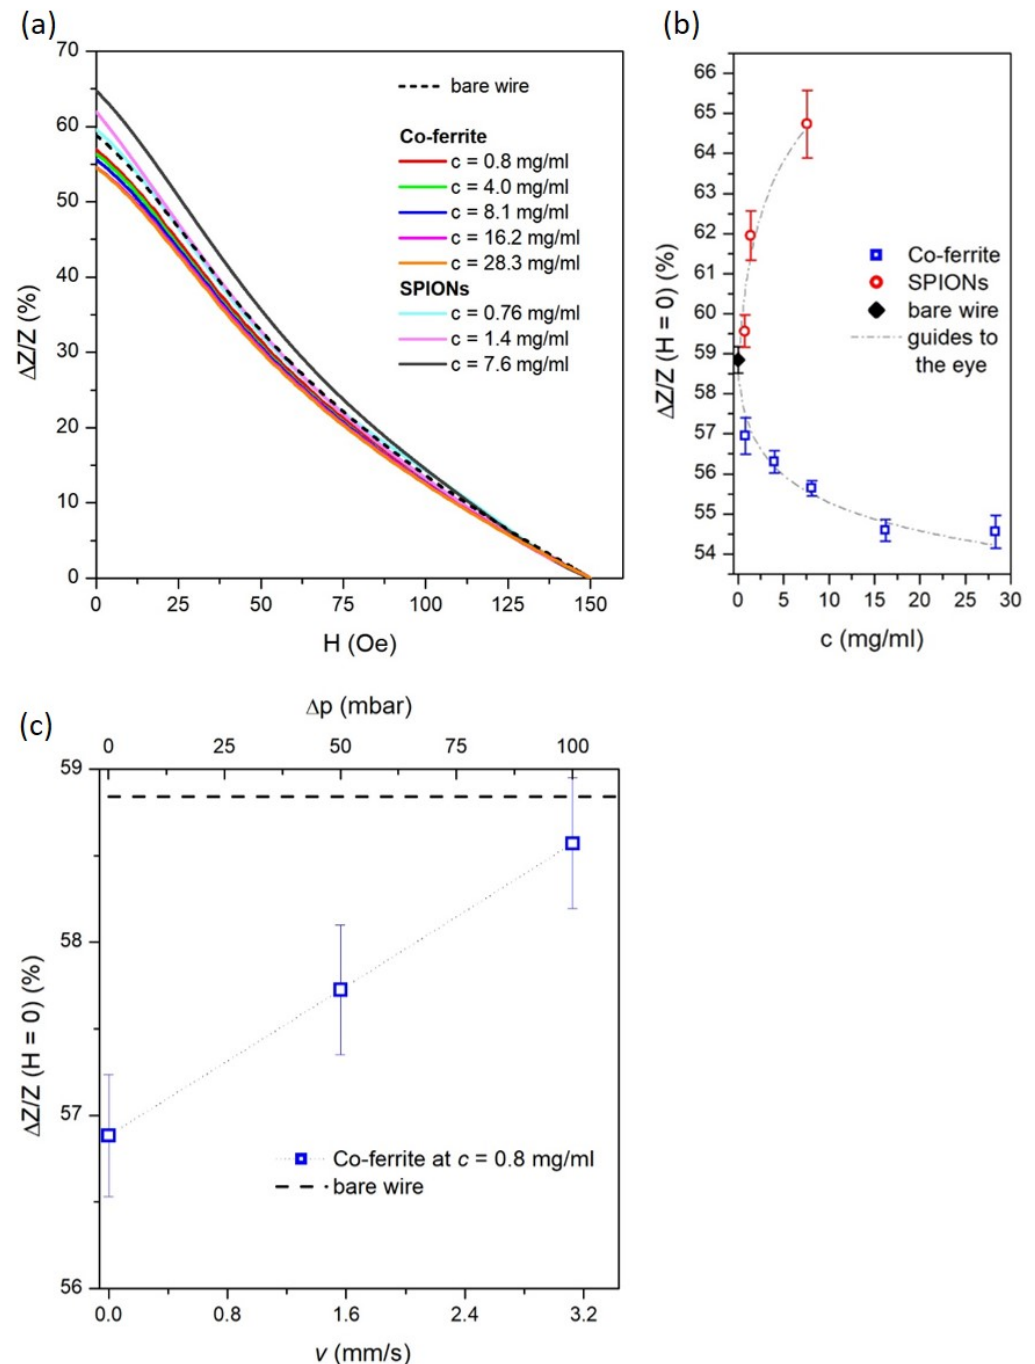 (a)
70
60
50
40
30
20
10
0
ΔZ/Z (%)
0 25 50 75 100 125 150
H (Oe)
bare wire
Co-ferrite
c = 0.8 mg/ml
c = 4.0 mg/ml
c = 8.1 mg/ml
c = 16.2 mg/ml
c = 28.3 mg/ml
SPIONs
c = 0.76 mg/ml
c = 1.4 mg/ml
c = 7.6 mg/ml
(b)
66
65
64
63
62
61
60
59
58
57
56
55
54
ΔZ/Z (H = 0) (%)
Co-ferrite
SPIONs
bare wire
guides to
the eye
0 5 10 15 20 25 30
c (mg/ml)
(c)
Δp (mbar)
0 25 50 75 100
59
58
57
56
ΔZ/Z (H = 0) (%)
Co-ferrite at c = 0.8 mg/ml
bare wire
0.0 0.8 1.6 2.4 3.2
v (mm/s)